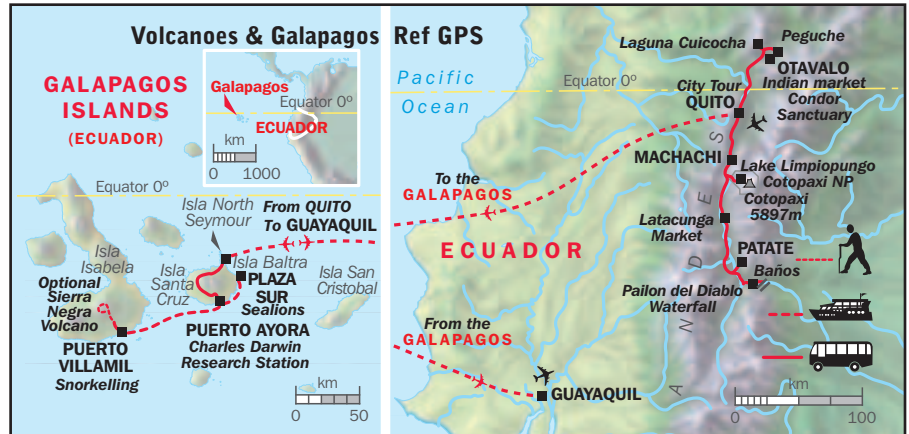 Volcanoes & Galapagos
Ref GPS
GALAPAGOS
ISLANDS
(ECUADOR)
Galapagos
Equator 0º
ECUADOR
km
0 1000
Equator 0º
Isla North
Seymour
From QUITO
To GUAYAQUIL
Isla
Isabela
Isla
Santa
Cruz
Isla Baltra
PLAZA
SUR
Sealions
Isla San
Cristobal
Optional
Sierra
Negra
Volcano
PUERTO
VILLAMIL
Snorkelling
PUERTO AYORA
Charles Darwin
Research Station
km
0 50
Pacific
Ocean
Laguna Cuicocha
Peguche
OTAVALO
Indian market
Condor
Sanctuary
Equator 0º
City Tour
QUITO
MACHACHI
Lake Limpiopungo
Cotopaxi NP
Cotopaxi
5897m
To the
GALAPAGOS
ECUADOR
ANDES
Latacunga
Market
PATATE
Baños
Pailon del Diablo
Waterfall
From the
GALAPAGOS
GUAYAQUIL
km
0 100